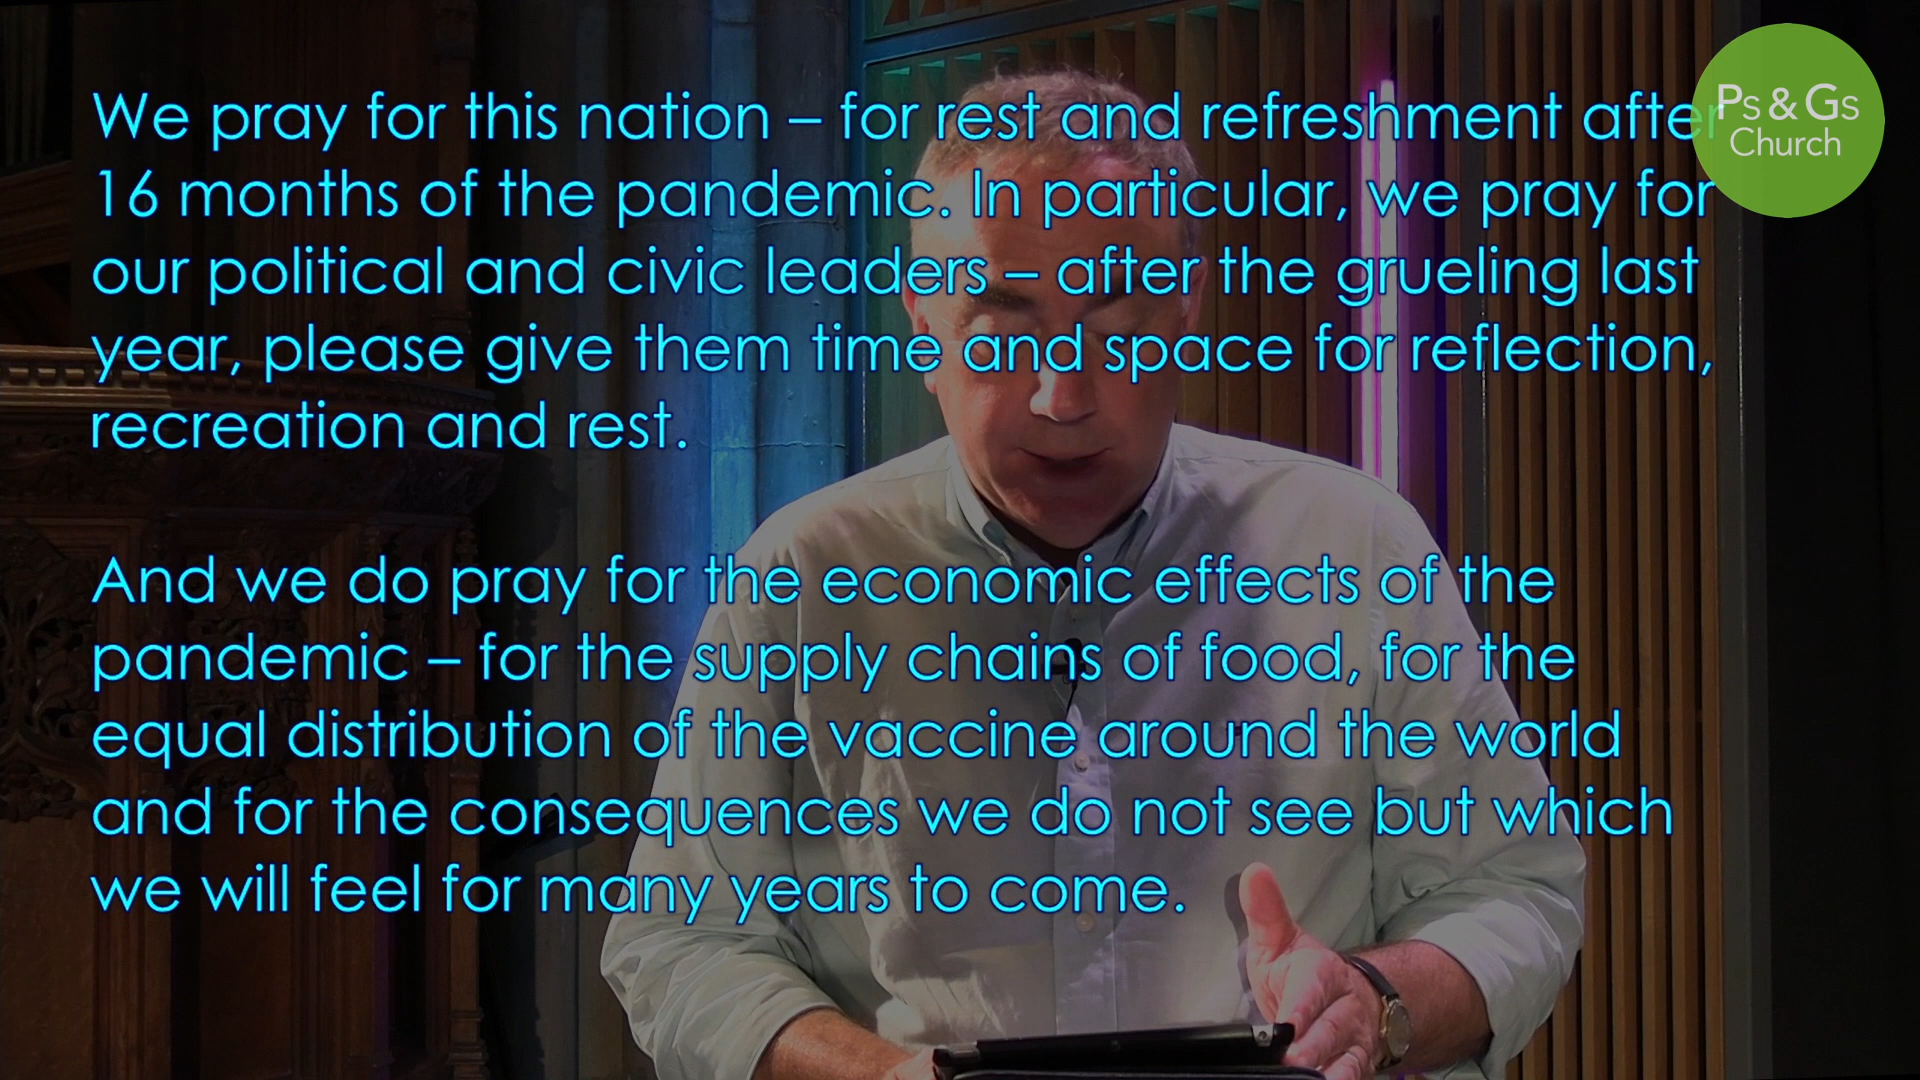 We pray for this nation – for rest and refreshment after
16 months of the pandemic. In particular, we pray for
our political and civic leaders – after the grueling last
year, please give them time and space for reflection,
recreation and rest.
And we do pray for the economic effects of the
pandemic – for the supply chains of food, for the
equal distribution of the vaccine around the world
and for the consequences we do not see but which
we will feel for many years to come.
Ps & Gs
Church